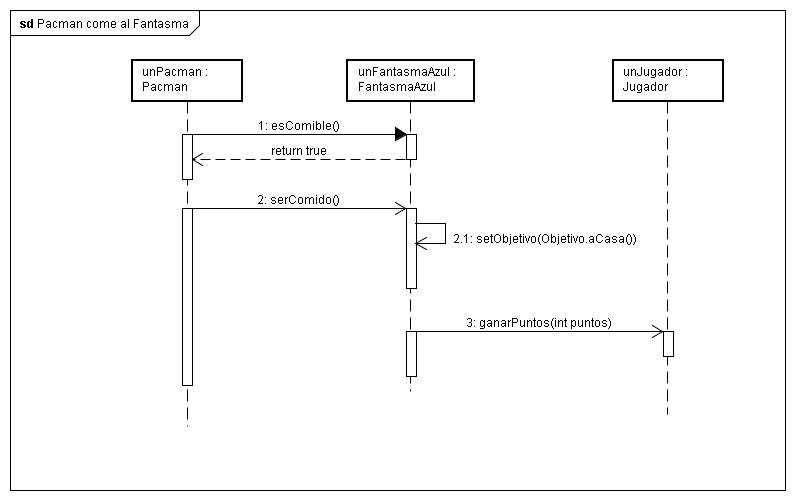 sd Pacman come al Fantasma
unPacman :
Pacman
unFantasmaAzul :
FantasmaAzul
unJugador :
Jugador
1: esComible()
return true
2: serComido()
2.1: setObjetivo(Objetivo.aCasa())
3: ganarPuntos(int puntos)